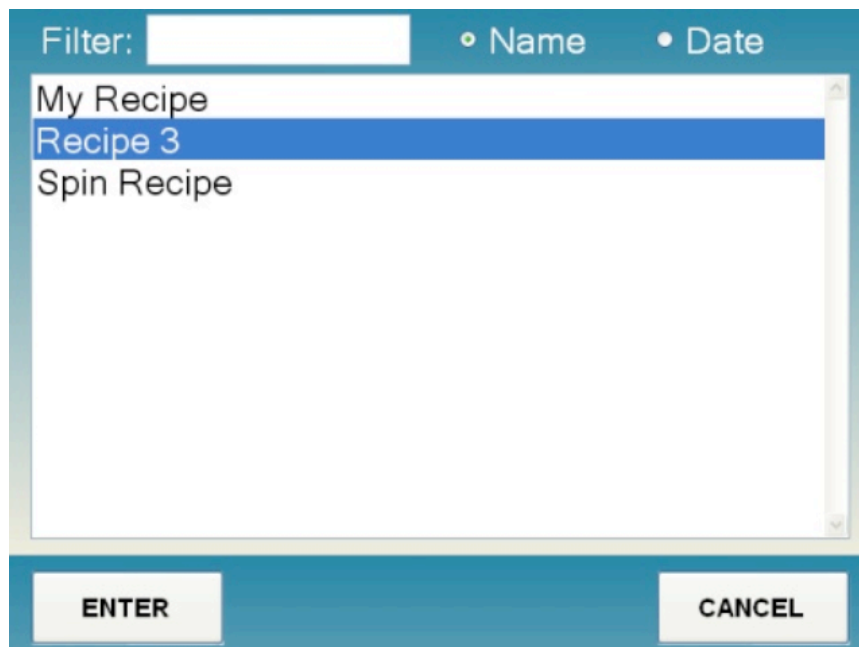 Filter: Name Date
My Recipe
Recipe 3
Spin Recipe
ENTER CANCEL